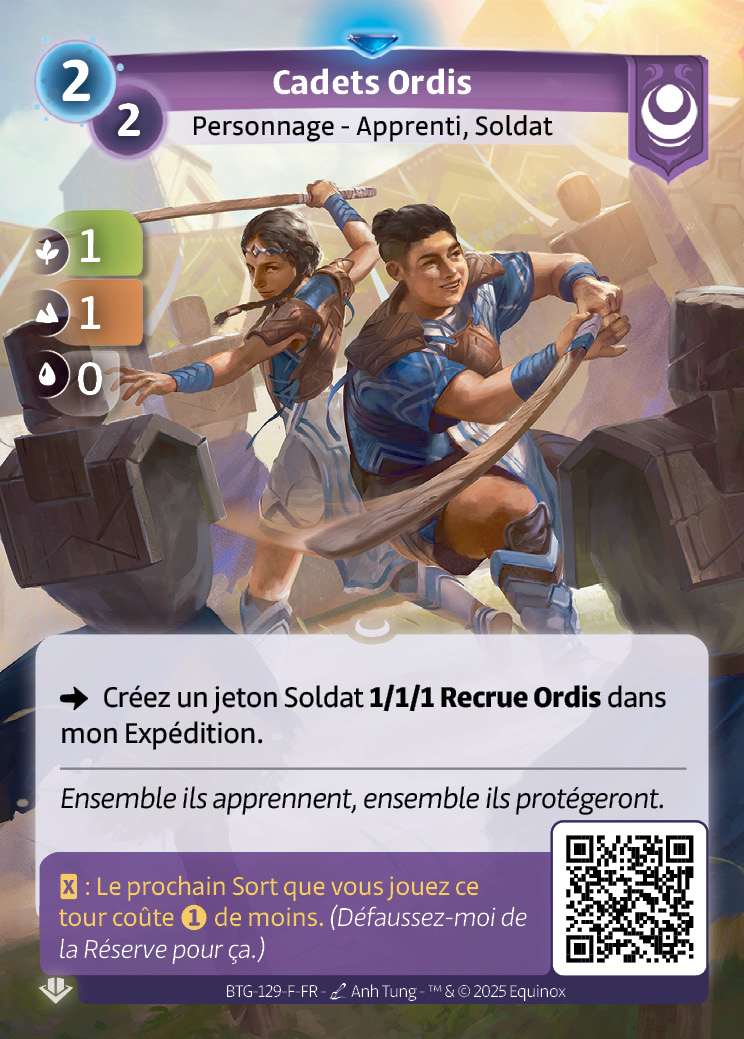 2
Cadets Ordis
2
Personnage - Apprenti, Soldat
1
1
0
Créez un jeton Soldat 1/1/1 Recrue Ordis dans
mon Expédition.
Ensemble ils apprennent, ensemble ils protégeront.
X : Le prochain Sort que vous jouez ce
tour coûte 1 de moins. (Défaussez-moi de
la Réserve pour ça.)
BTG-129-F-FR - Anh Tung - ™ & © 2025 Equinox